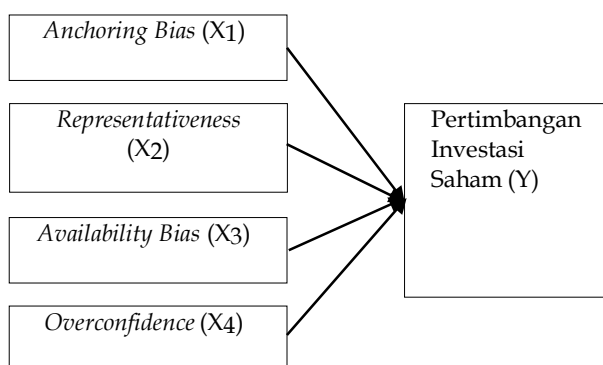 Anchoring Bias (X1)
Representativeness
(X2)
Availability Bias (X3)
Overconfidence (X4)
Pertimbangan
Investasi
Saham (Y)